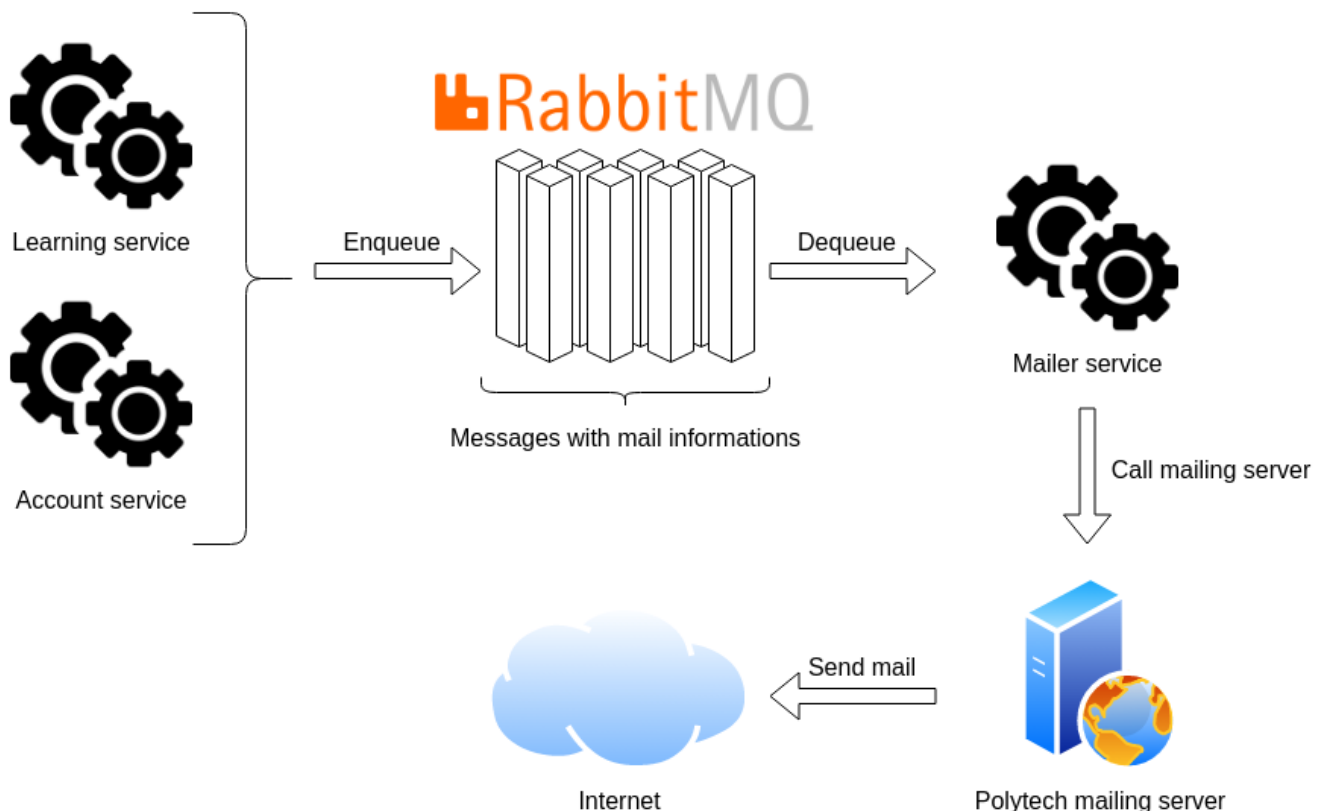 RabbitMQ
Learning service
Enqueue
Dequeue
Account service
Messages with mail informations
Mailer service
Call mailing server
Send mail
Internet
Polytech mailing server